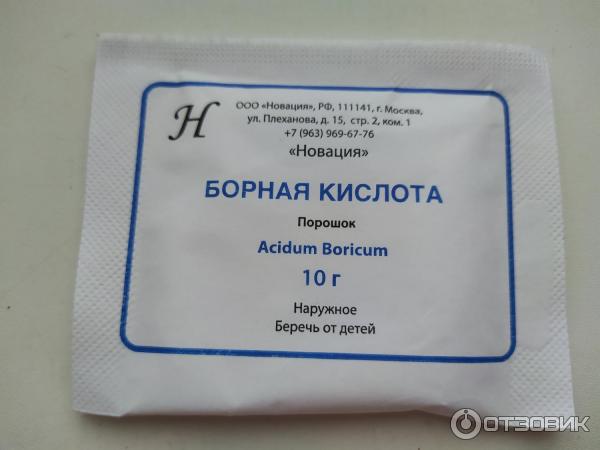 Н
ООО «Новация», РФ, 111141, г. Москва,
ул. Плеханова, д. 15, стр. 2, ком. 1
+7 (963) 969-67-76
«Новация»
БОРНАЯ КИСЛОТА
Порошок
Acidum Boricum
10 г
Наружное
Беречь от детей
ОТЗОВИК